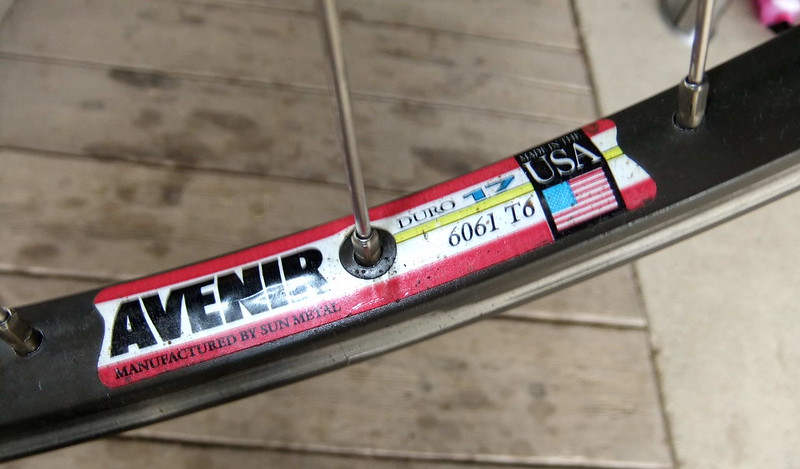 AVENIR
MANUFACTURED BY SUN METAL
DURO 17
6061 T6
MADE IN THE
USA